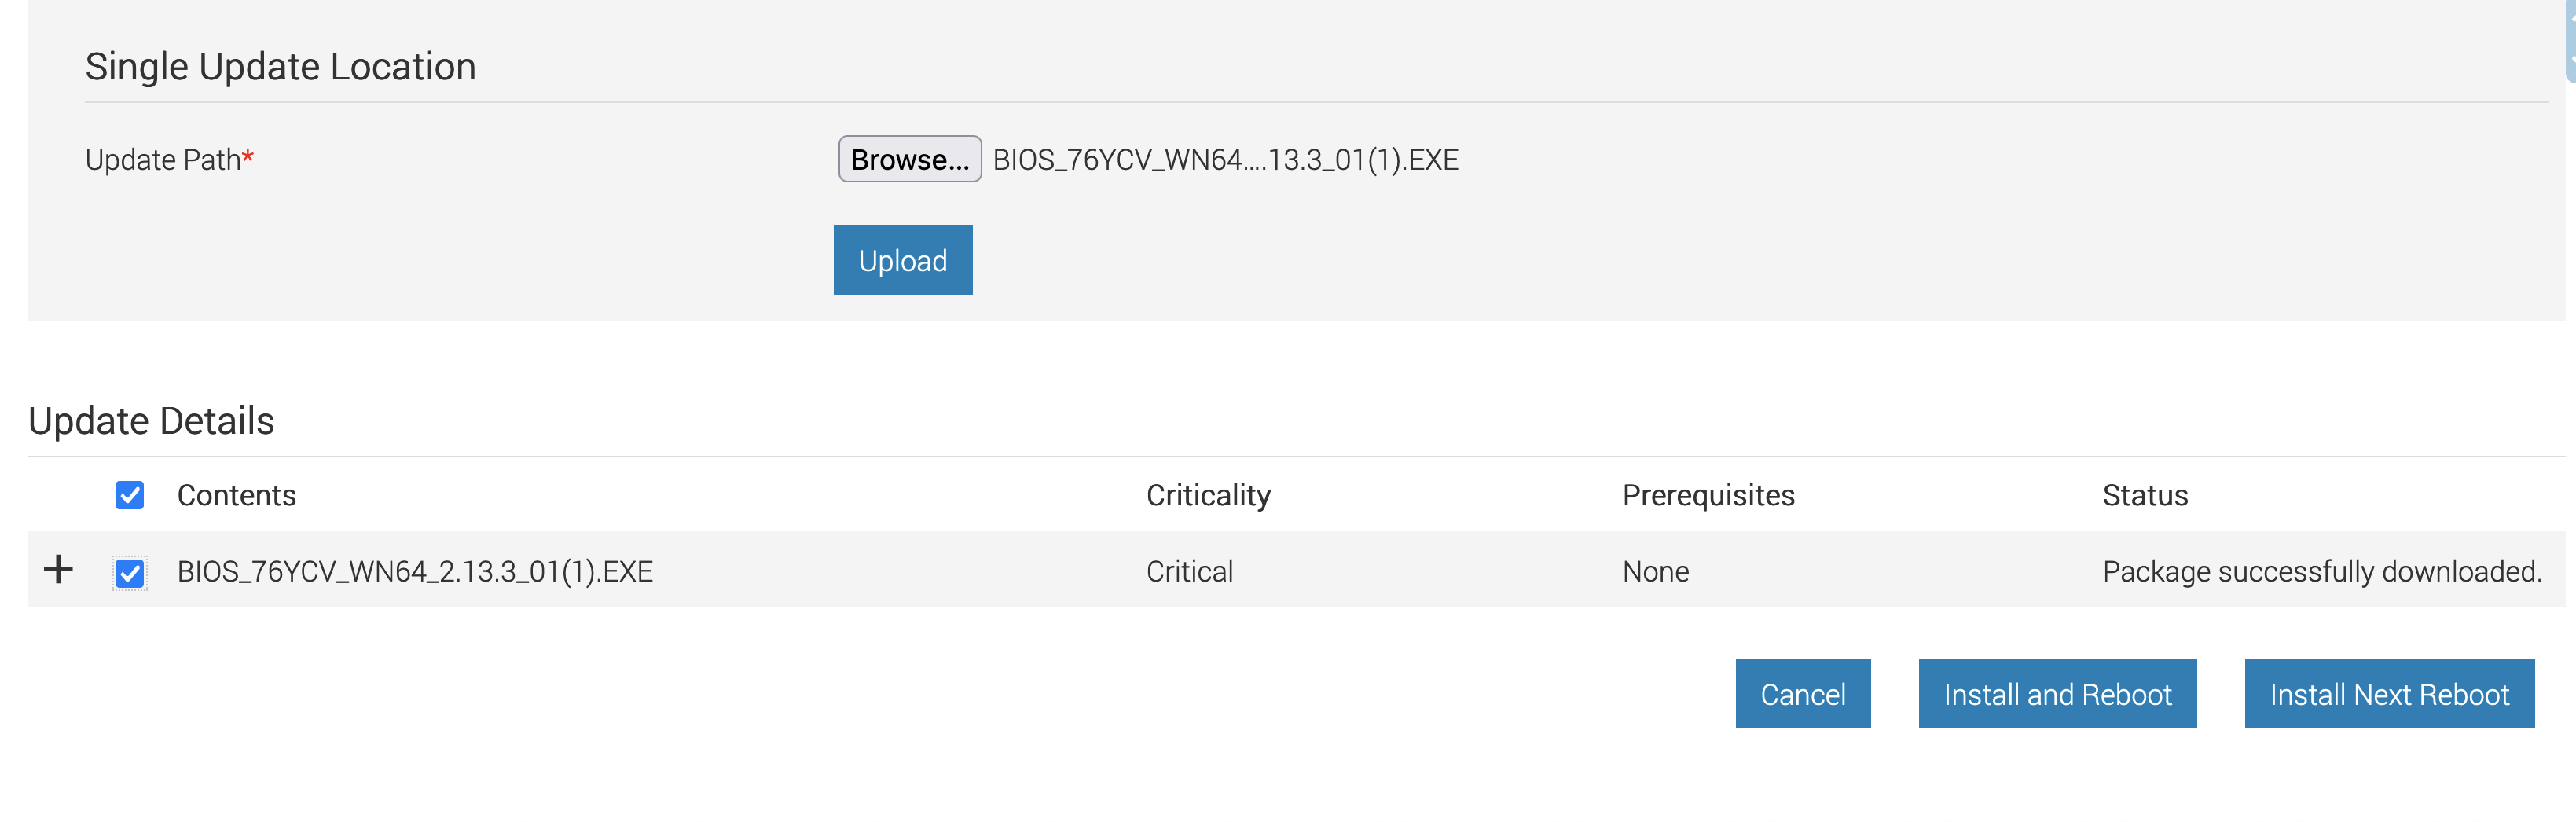 Single Update Location
Update Path*
Browse... BIOS_76YCV_WN64....13.3_01(1).EXE
Upload
Update Details
Contents Criticality Prerequisites Status
BIOS_76YCV_WN64_2.13.3_01(1).EXE Critical None Package successfully downloaded.
Cancel Install and Reboot Install Next Reboot